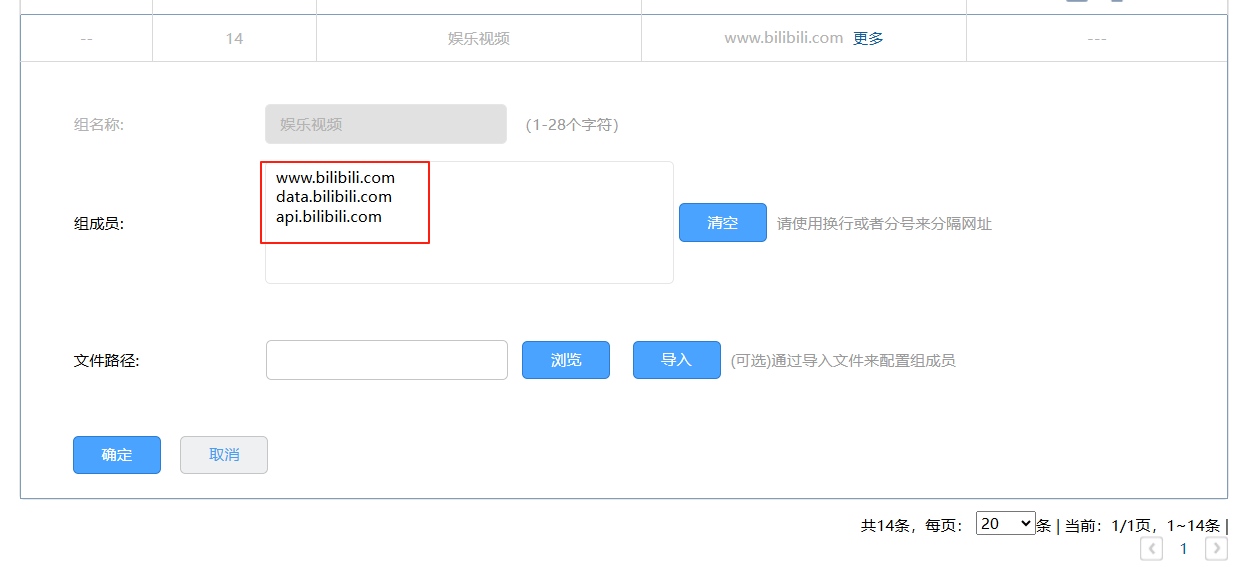 -- 14 娱乐视频 www.bilibili.com 更多 ---
组名称: 娱乐视频 (1-28个字符)
www.bilibili.com
data.bilibili.com
api.bilibili.com
组成员: 清空 请使用换行或者分号来分隔网址
文件路径: 浏览 导入 (可选)通过导入文件来配置组成员
确定 取消
共14条，每页： 20 条 | 当前：1/1页，1~14条 |
1